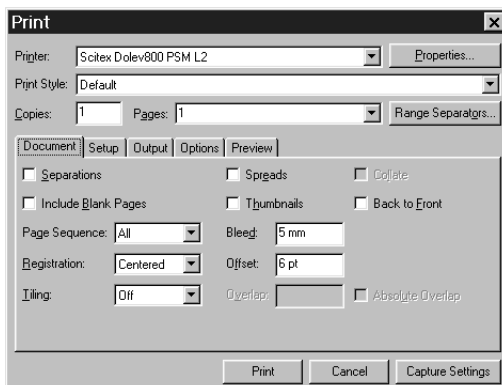 Print
Printer: Scitex Dolev800 PSM L2 Properties...
Print Style: Default
Copies: 1 Pages: 1 Range Separators...
Document Setup Output Options Preview
Separations Spreads Collate
Include Blank Pages Thumbnails Back to Front
Page Sequence: All Bleed: 5 mm
Registration: Centered Offset: 6 pt
Tiling: Off Overlap: Absolute Overlap
Print Cancel Capture Settings